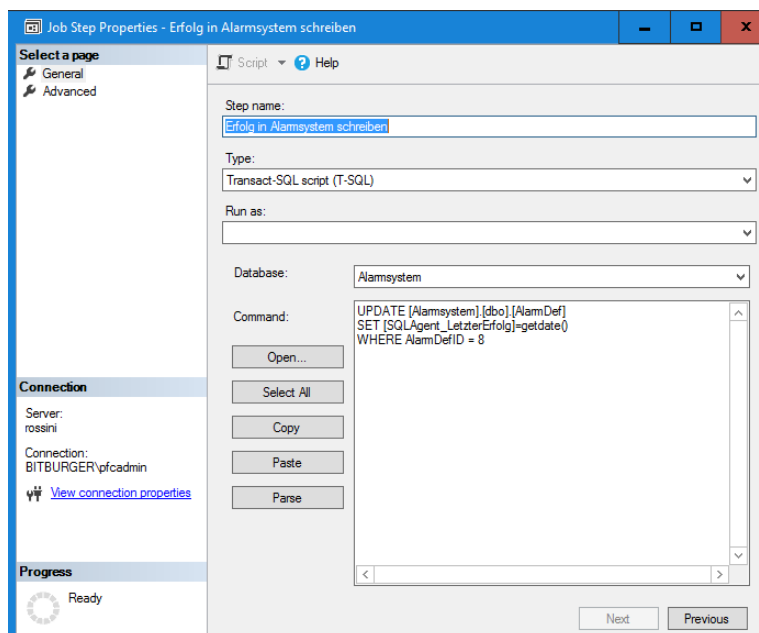 Job Step Properties - Erfolg in Alarmsystem schreiben
Select a page
General
Advanced
Script
Help
Step name:
Erfolg in Alarmsystem schreiben
Type:
Transact-SQL script (T-SQL)
Run as:
Database:
Alarmsystem
Command:
UPDATE [Alarmsystem].[dbo].[AlarmDef]
SET [SQLAgent_LetzterErfolg]=getdate()
WHERE AlarmDefID = 8
Open...
Select All
Copy
Paste
Parse
Connection
Server:
rossini
Connection:
BITBURGER\pfcadmin
View connection properties
Progress
Ready
Next
Previous